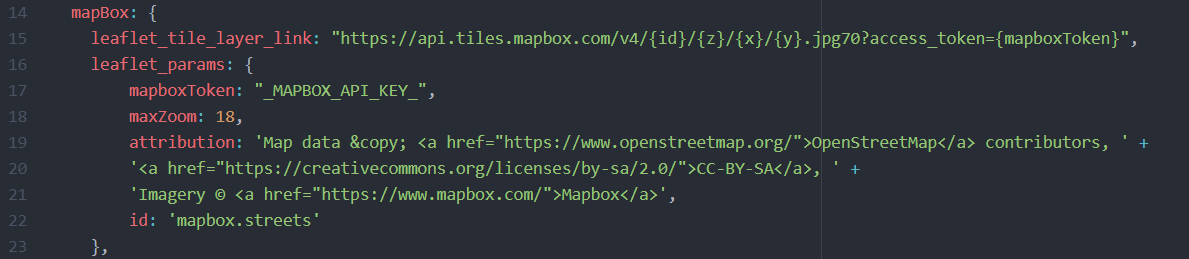 14 mapBox: {
15 leaflet_tile_layer_link: "https://api.tiles.mapbox.com/v4/{id}/{z}/{x}/{y}.jpg70?access_token={mapboxToken}",
16 leaflet_params: {
17 mapboxToken: "_MAPBOX_API_KEY_",
18 maxZoom: 18,
19 attribution: 'Map data &copy; <a href="https://www.openstreetmap.org/">OpenStreetMap</a> contributors, ' +
20 '<a href="https://creativecommons.org/licenses/by-sa/2.0/">CC-BY-SA</a>, ' +
21 'Imagery © <a href="https://www.mapbox.com/">Mapbox</a>',
22 id: 'mapbox.streets'
23 },